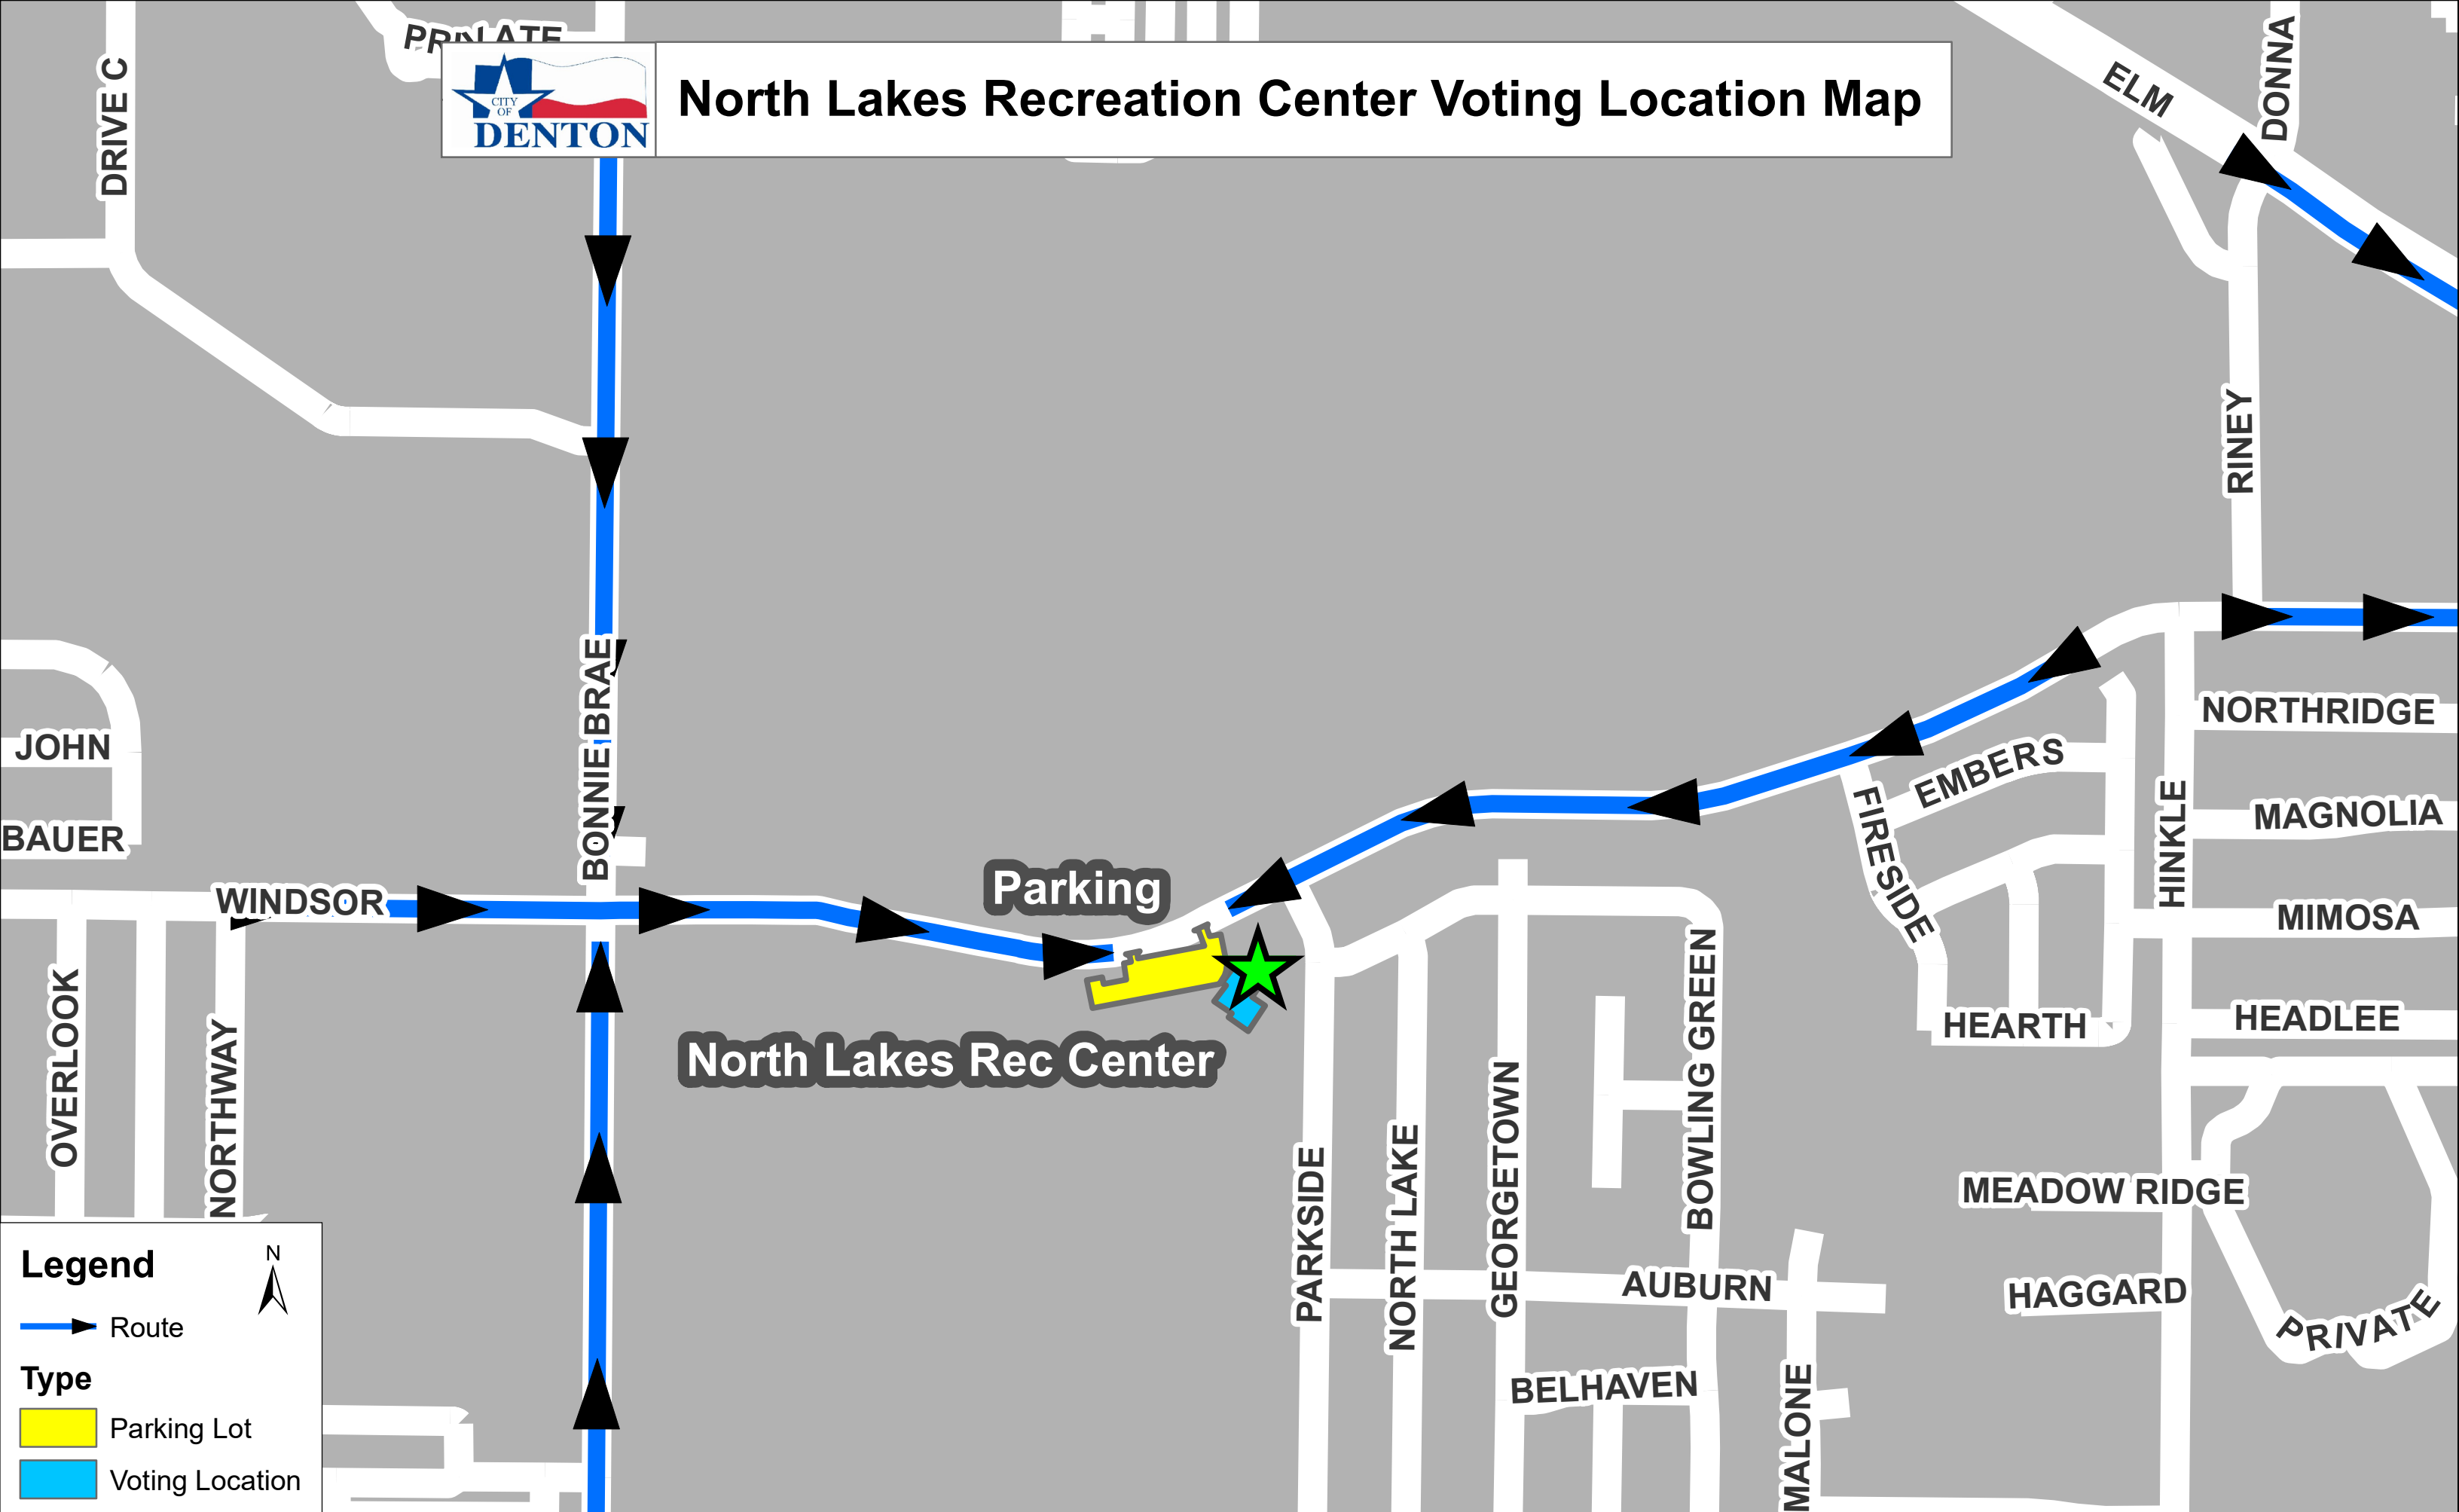 PRIVATE
DRIVE C
CITY
OF
DENTON
North Lakes Recreation Center Voting Location Map
ELM
DONNA
RINEY
BONNIE BRAE
JOHN
BAUER
WINDSOR
OVERLOOK
NORTHWAY
Parking
North Lakes Rec Center
NORTHRIDGE
EMBERS
FIRESIDE
HINKLE
MAGNOLIA
MIMOSA
HEARTH
HEADLEE
PARKSIDE
NORTH LAKE
GEORGETOWN
BOWLING GREEN
MEADOW RIDGE
AUBURN
HAGGARD
PRIVATE
BELHAVEN
MALONE
Legend
N
Route
Type
Parking Lot
Voting Location